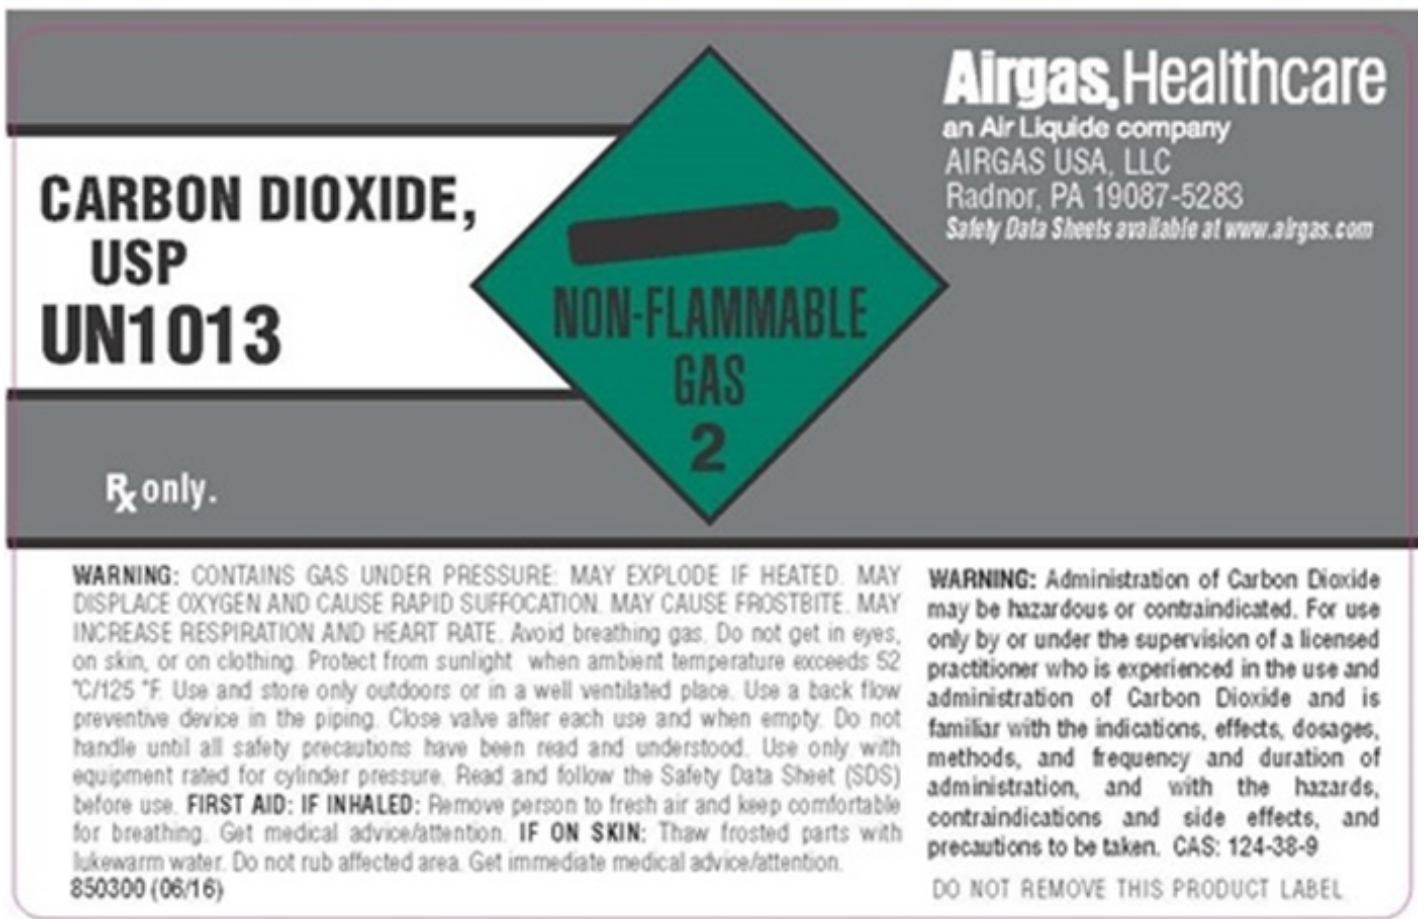 Airgas, Healthcare
an Air Liquide company
AIRGAS USA, LLC
Radnor, PA 19087-5283
Safety Data Sheets available at www.airgas.com
CARBON DIOXIDE,
USP
UN1013
NON-FLAMMABLE
GAS
2
Rx only.
WARNING: CONTAINS GAS UNDER PRESSURE: MAY EXPLODE IF HEATED. MAY
DISPLACE OXYGEN AND CAUSE RAPID SUFFOCATION. MAY CAUSE FROSTBITE. MAY
INCREASE RESPIRATION AND HEART RATE. Avoid breathing gas. Do not get in eyes,
on skin, or on clothing. Protect from sunlight when ambient temperature exceeds 52
°C/125 °F. Use and store only outdoors or in a well ventilated place. Use a back flow
preventive device in the piping. Close valve after each use and when empty. Do not
handle until all safety precautions have been read and understood. Use only with
equipment rated for cylinder pressure. Read and follow the Safety Data Sheet (SDS)
before use. FIRST AID: IF INHALED: Remove person to fresh air and keep comfortable
for breathing. Get medical advice/attention. IF ON SKIN: Thaw frosted parts with
lukewarm water. Do not rub affected area. Get immediate medical advice/attention.
850300 (06/16)
WARNING: Administration of Carbon Dioxide
may be hazardous or contraindicated. For use
only by or under the supervision of a licensed
practitioner who is experienced in the use and
administration of Carbon Dioxide and is
familiar with the indications, effects, dosages,
methods, and frequency and duration of
administration, and with the hazards,
contraindications and side effects, and
precautions to be taken. CAS: 124-38-9
DO NOT REMOVE THIS PRODUCT LABEL